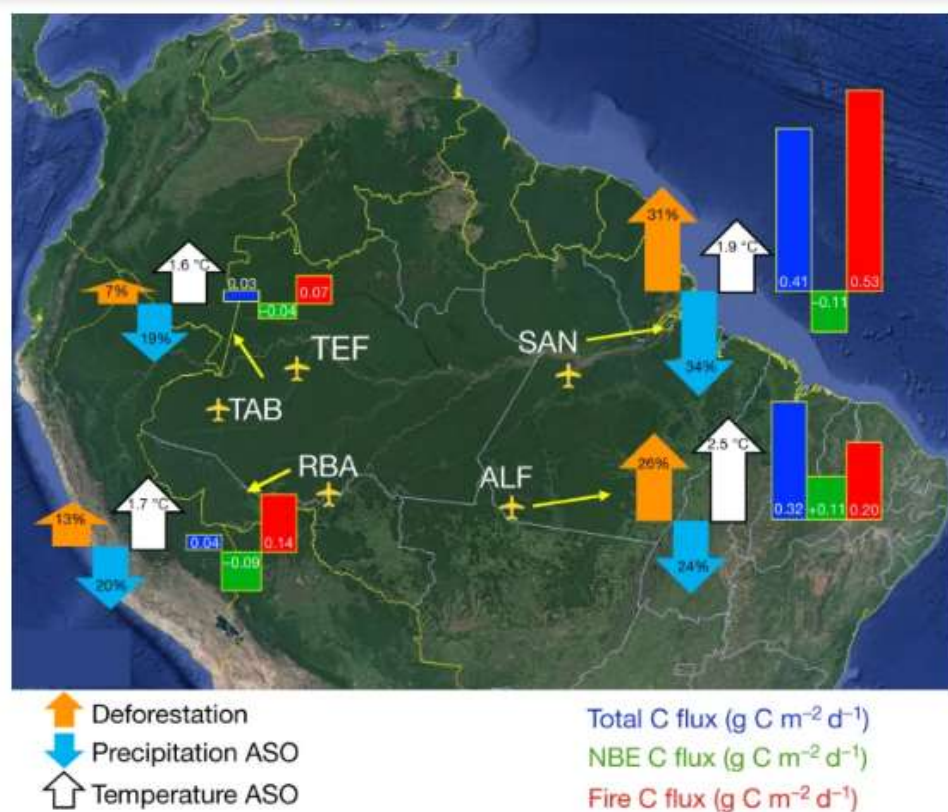 31%
1.9 °C
0.41
−0.11
0.53
34%
1.6 °C
7%
19%
0.03
−0.04
0.07
TEF
TAB
SAN
RBA
ALF
26%
2.5 °C
24%
0.32
+0.11
0.20
13%
1.7 °C
20%
0.04
−0.09
0.14
Deforestation
Precipitation ASO
Temperature ASO
Total C flux (g C m⁻² d⁻¹)
NBE C flux (g C m⁻² d⁻¹)
Fire C flux (g C m⁻² d⁻¹)